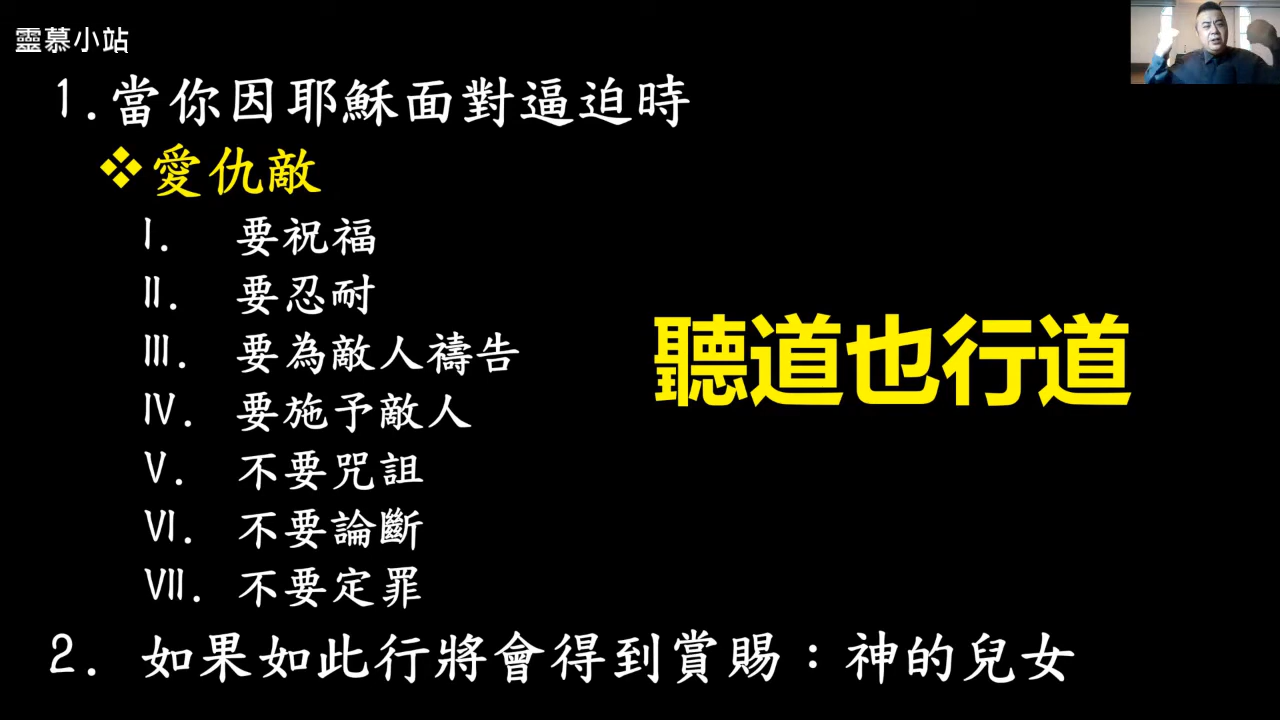 靈慕小站
1.當你因耶穌面對逼迫時
❖愛仇敵
I. 要祝福
II. 要忍耐
III. 要為敵人禱告
IV. 要施予敵人
V. 不要咒詛
VI. 不要論斷
VII. 不要定罪
聽道也行道
2. 如果如此行將會得到賞賜：神的兒女